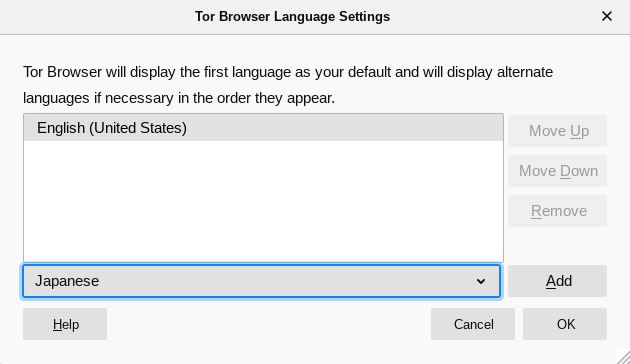 Tor Browser Language Settings
Tor Browser will display the first language as your default and will display alternate
languages if necessary in the order they appear.
English (United States)
Move Up
Move Down
Remove
Japanese
Add
Help
Cancel
OK